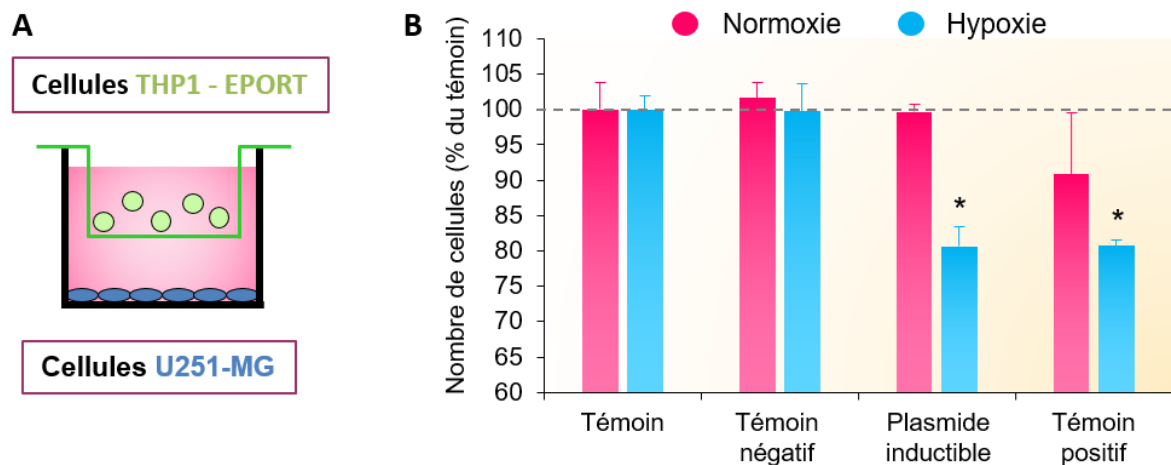 A
Cellules THP1 - EPORT
Cellules U251-MG
B
Normoxie
Hypoxie
Nombre de cellules (% du témoin)
110
105
100
95
90
85
80
75
70
65
60
*
*
Témoin
Témoin
négatif
Plasmide
inductible
Témoin
positif